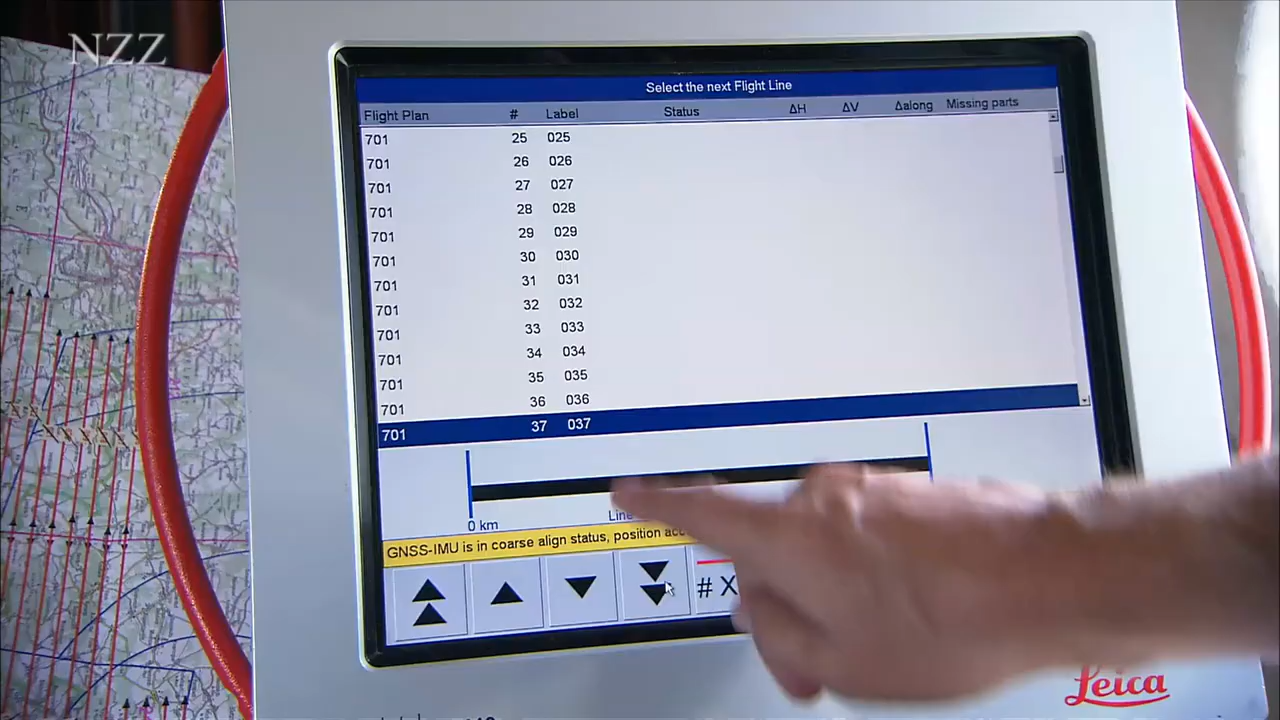 NZZ
Select the next Flight Line
Flight Plan # Label Status ΔH ΔV Δalong Missing parts
701 25 025
701 26 026
701 27 027
701 28 028
701 29 029
701 30 030
701 31 031
701 32 032
701 33 033
701 34 034
701 35 035
701 36 036
701 37 037
0 km
GNSS-IMU is in coarse align status, position
# X
Leica